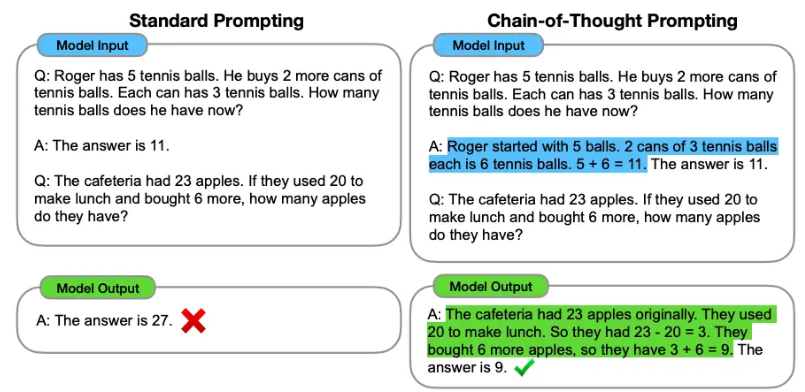 Standard Prompting
Model Input
Q: Roger has 5 tennis balls. He buys 2 more cans of
tennis balls. Each can has 3 tennis balls. How many
tennis balls does he have now?
A: The answer is 11.
Q: The cafeteria had 23 apples. If they used 20 to
make lunch and bought 6 more, how many apples
do they have?
Model Output
A: The answer is 27.
Chain-of-Thought Prompting
Model Input
Q: Roger has 5 tennis balls. He buys 2 more cans of
tennis balls. Each can has 3 tennis balls. How many
tennis balls does he have now?
A: Roger started with 5 balls. 2 cans of 3 tennis balls
each is 6 tennis balls. 5 + 6 = 11. The answer is 11.
Q: The cafeteria had 23 apples. If they used 20 to
make lunch and bought 6 more, how many apples
do they have?
Model Output
A: The cafeteria had 23 apples originally. They used
20 to make lunch. So they had 23 - 20 = 3. They
bought 6 more apples, so they have 3 + 6 = 9. The
answer is 9.